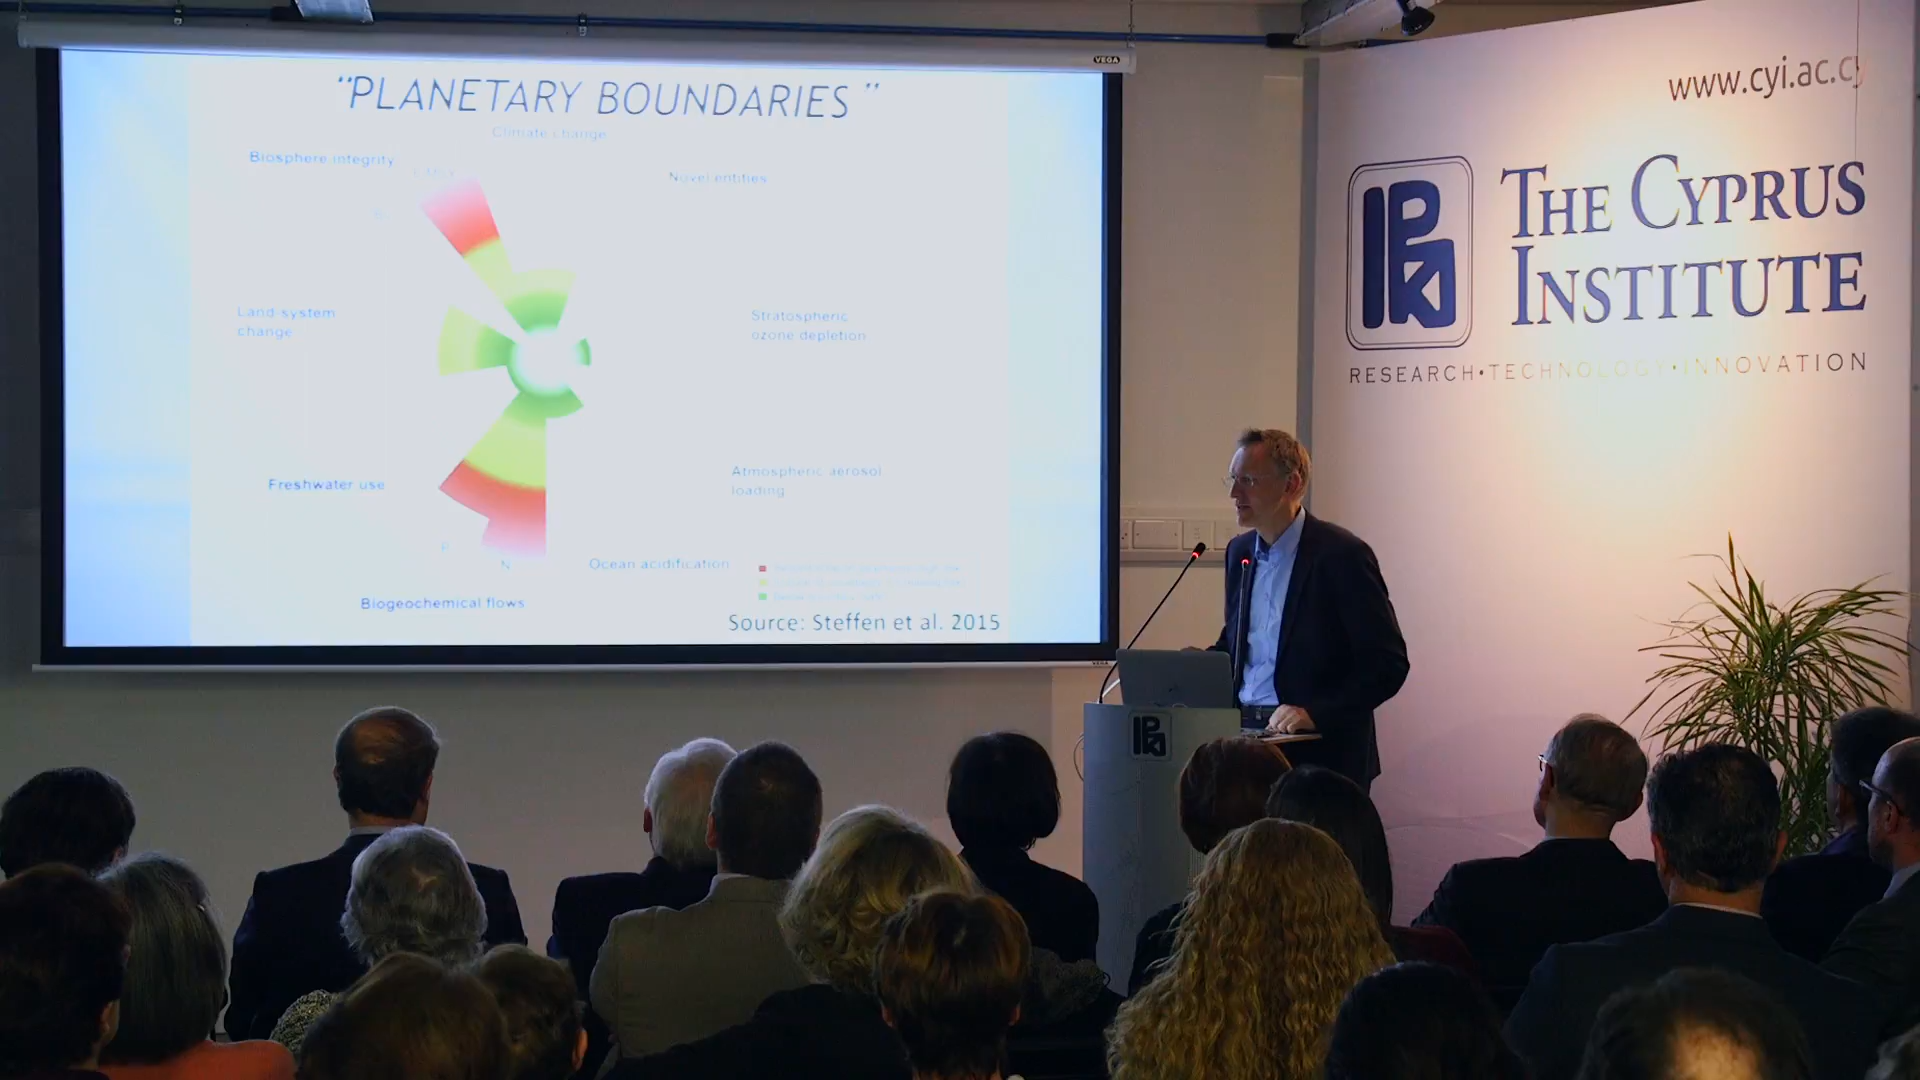 VEGA
"PLANETARY BOUNDARIES"
Climate change
Biosphere integrity
Novel entities
Land-system
change
Stratospheric
ozone depletion
Freshwater use
Atmospheric aerosol
loading
P
N
Ocean acidification
Biogeochemical flows
Source: Steffen et al. 2015
VEGA
www.cyi.ac.cy
THE CYPRUS
INSTITUTE
RESEARCH•TECHNOLOGY•INNOVATION